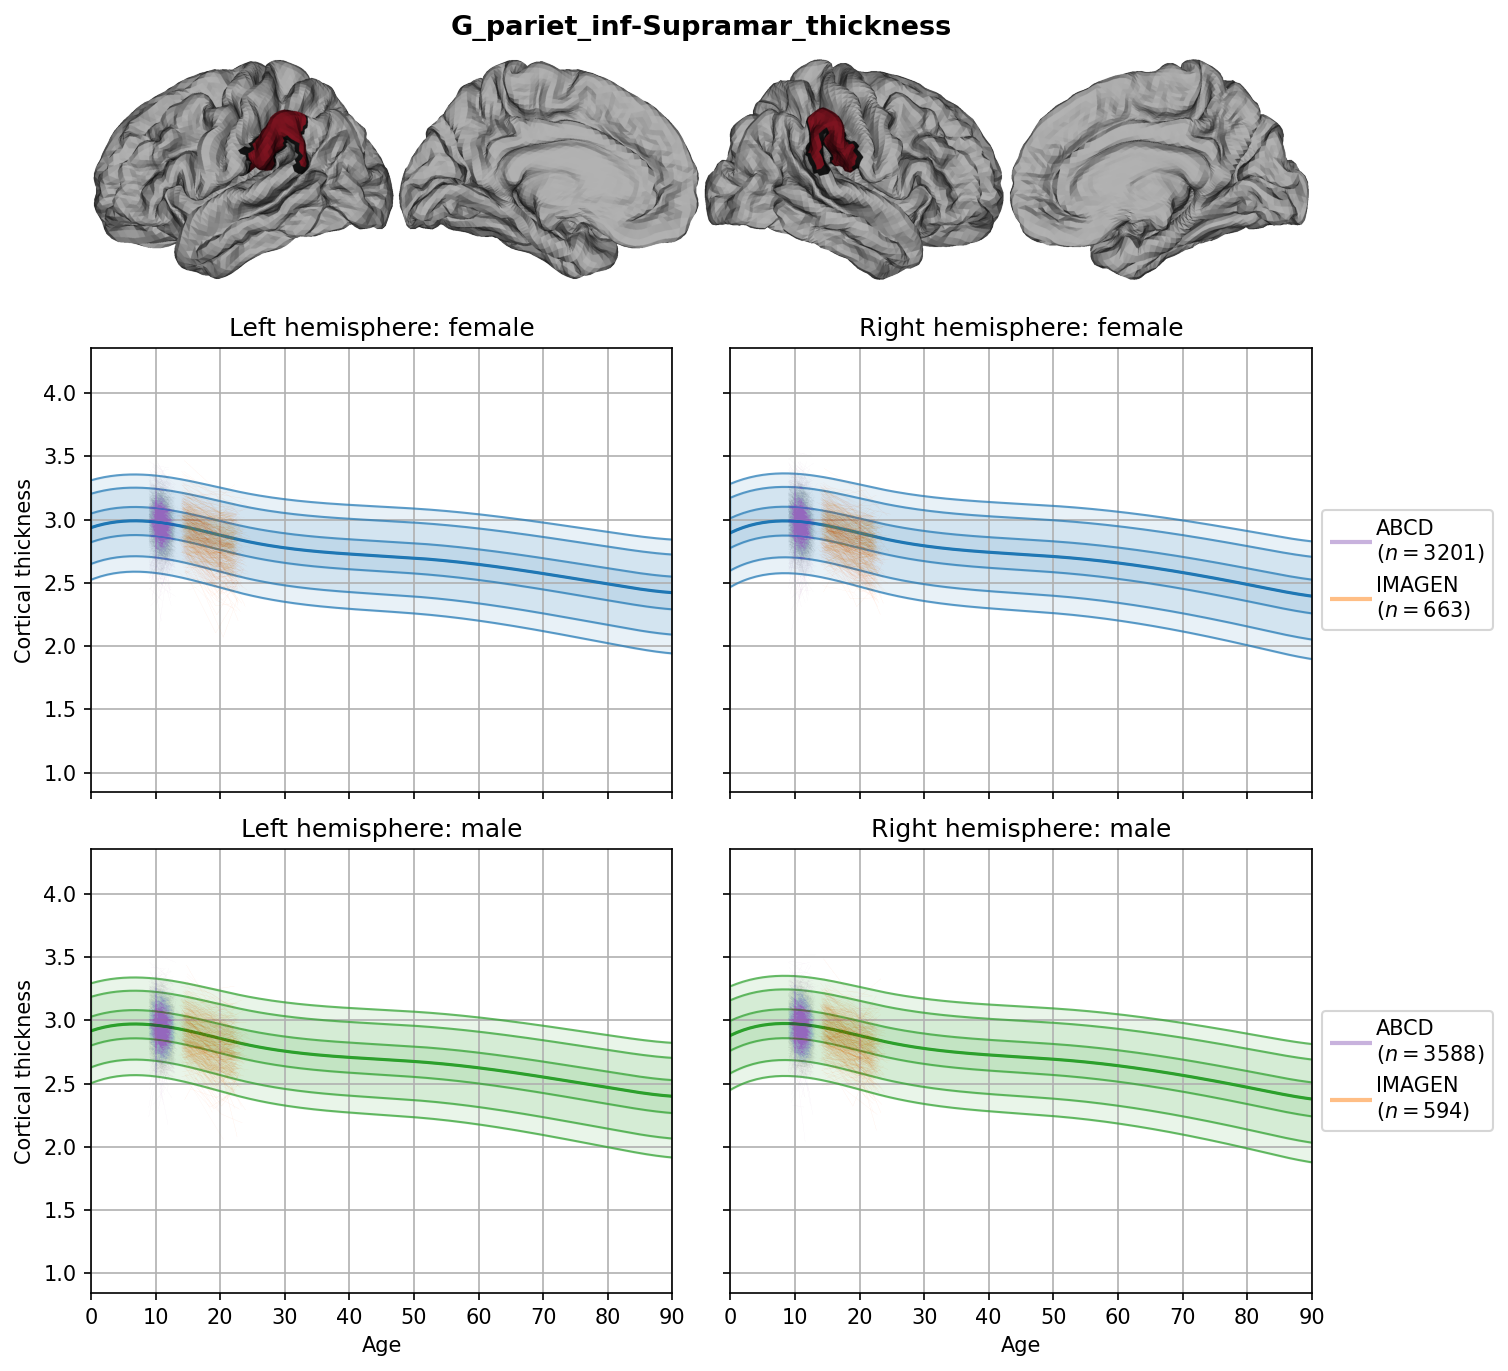 G_pariet_inf-Supramar_thickness
Left hemisphere: female
Right hemisphere: female
4.0
3.5
3.0
2.5
2.0
1.5
1.0
Cortical thickness
ABCD
(n = 3201)
IMAGEN
(n = 663)
Left hemisphere: male
Right hemisphere: male
4.0
3.5
3.0
2.5
2.0
1.5
1.0
Cortical thickness
ABCD
(n = 3588)
IMAGEN
(n = 594)
0 10 20 30 40 50 60 70 80 90
0 10 20 30 40 50 60 70 80 90
Age
Age